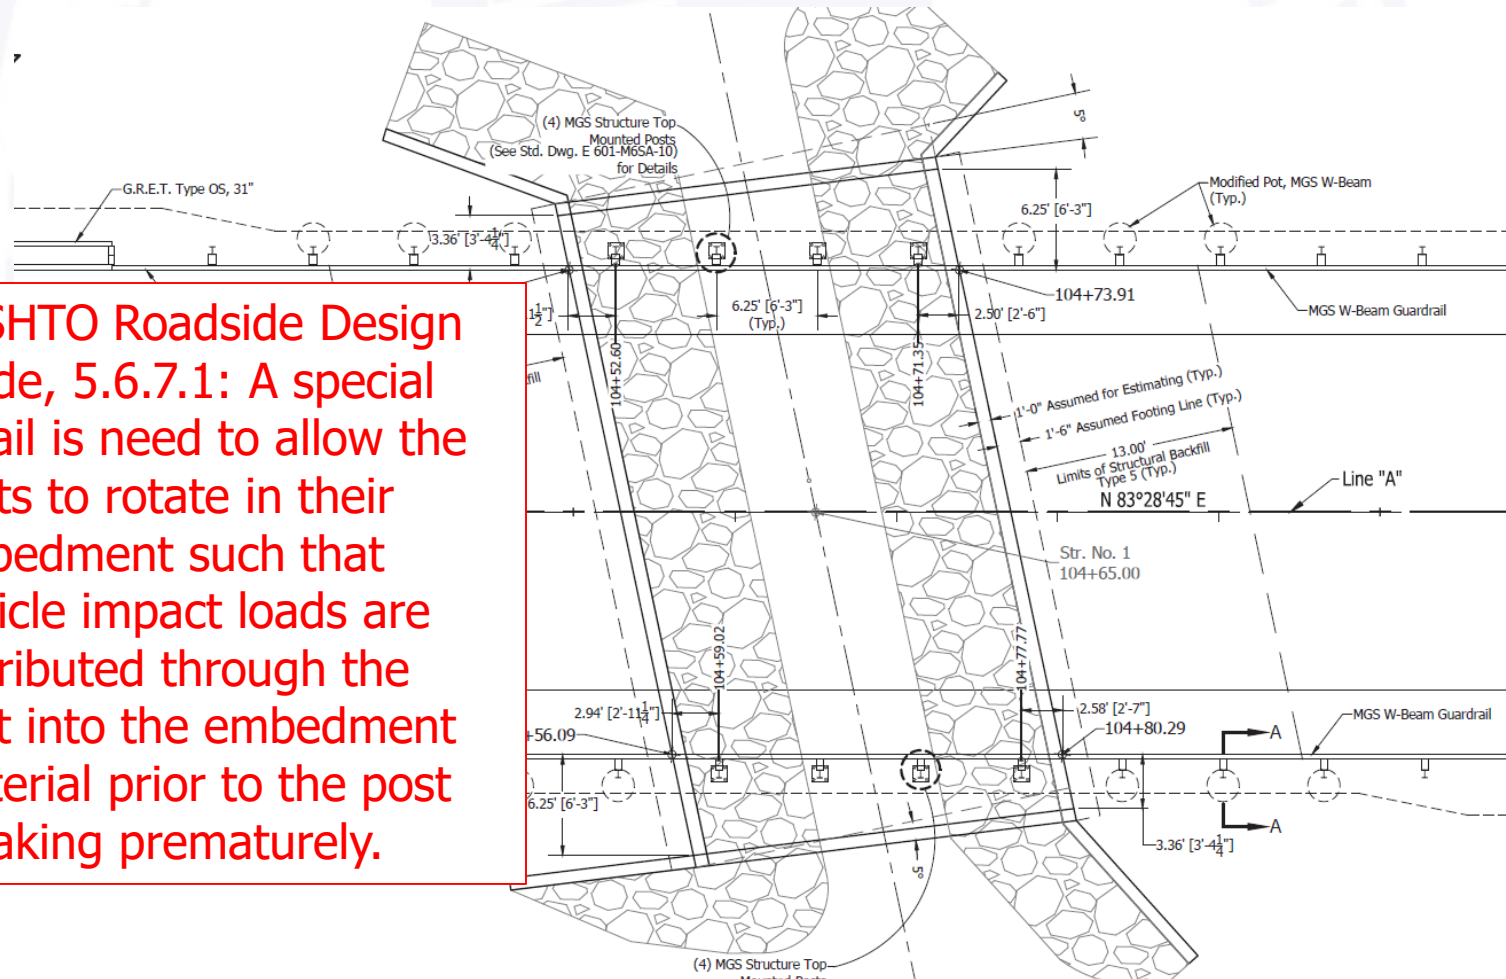 (4) MGS Structure Top
Mounted Posts
(See Std. Dwg. E 601-M6SA-10)
for Details
5°
G.R.E.T. Type OS, 31"
Modified Pot, MGS W-Beam
(Typ.)
6.25' [6'-3"]
3.36' [3'-4¼"]
SHTO Roadside Design
de, 5.6.7.1: A special
ail is need to allow the
ts to rotate in their
bedment such that
icle impact loads are
tributed through the
t into the embedment
terial prior to the post
aking prematurely.
½"]
6.25' [6'-3"]
(Typ.)
2.50' [2'-6"]
104+73.91
MGS W-Beam Guardrail
104+52.60
104+71.35
fill
1'-0" Assumed for Estimating (Typ.)
1'-6" Assumed Footing Line (Typ.)
13.00'
Limits of Structural Backfill
Type 5 (Typ.)
N 83°28'45" E
Line "A"
Str. No. 1
104+65.00
104+59.02
104+77.77
2.94' [2'-11¼"]
+56.09
2.58' [2'-7"]
104+80.29
MGS W-Beam Guardrail
A
6.25' [6'-3"]
A
3.36' [3'-4¼"]
5°
(4) MGS Structure Top
Mounted Posts